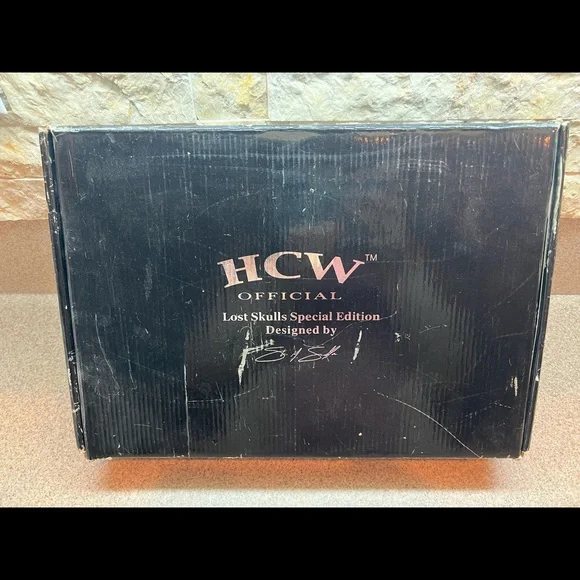 HCW™
OFFICIAL
Lost Skulls Special Edition
Designed by